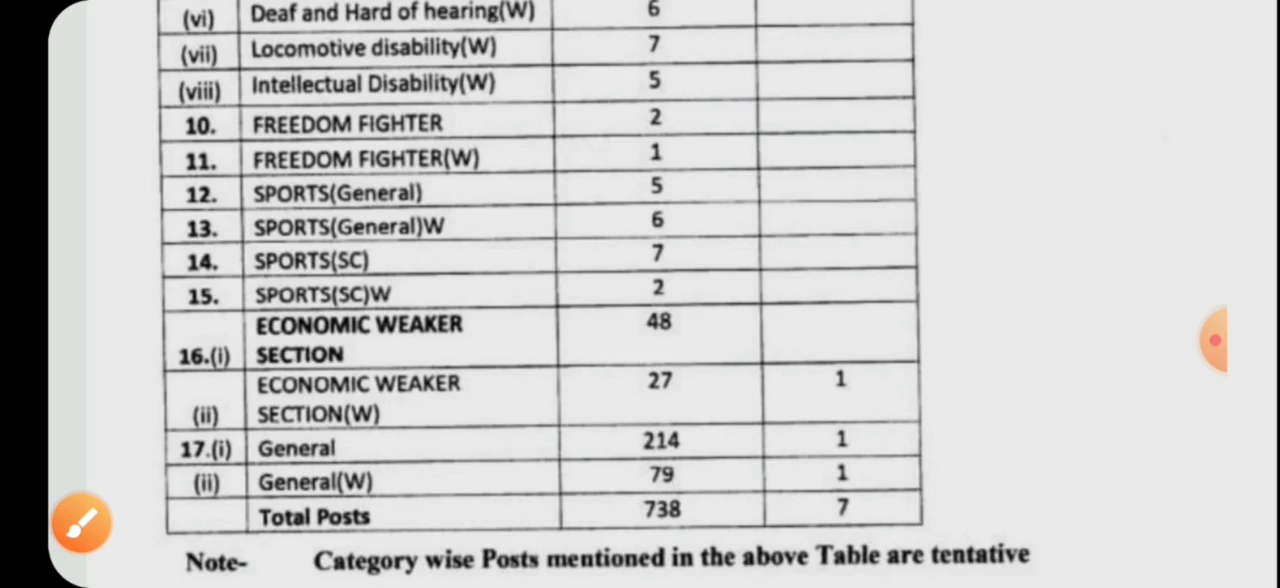 (vi) Deaf and Hard of hearing(W) 6
(vii) Locomotive disability(W) 7
(viii) Intellectual Disability(W) 5
10. FREEDOM FIGHTER 2
11. FREEDOM FIGHTER(W) 1
12. SPORTS(General) 5
13. SPORTS(General)W 6
14. SPORTS(SC) 7
15. SPORTS(SC)W 2
ECONOMIC WEAKER 48
16.(i) SECTION
ECONOMIC WEAKER 27 1
(ii) SECTION(W)
17.(i) General 214 1
(ii) General(W) 79 1
Total Posts 738 7
Note- Category wise Posts mentioned in the above Table are tentative